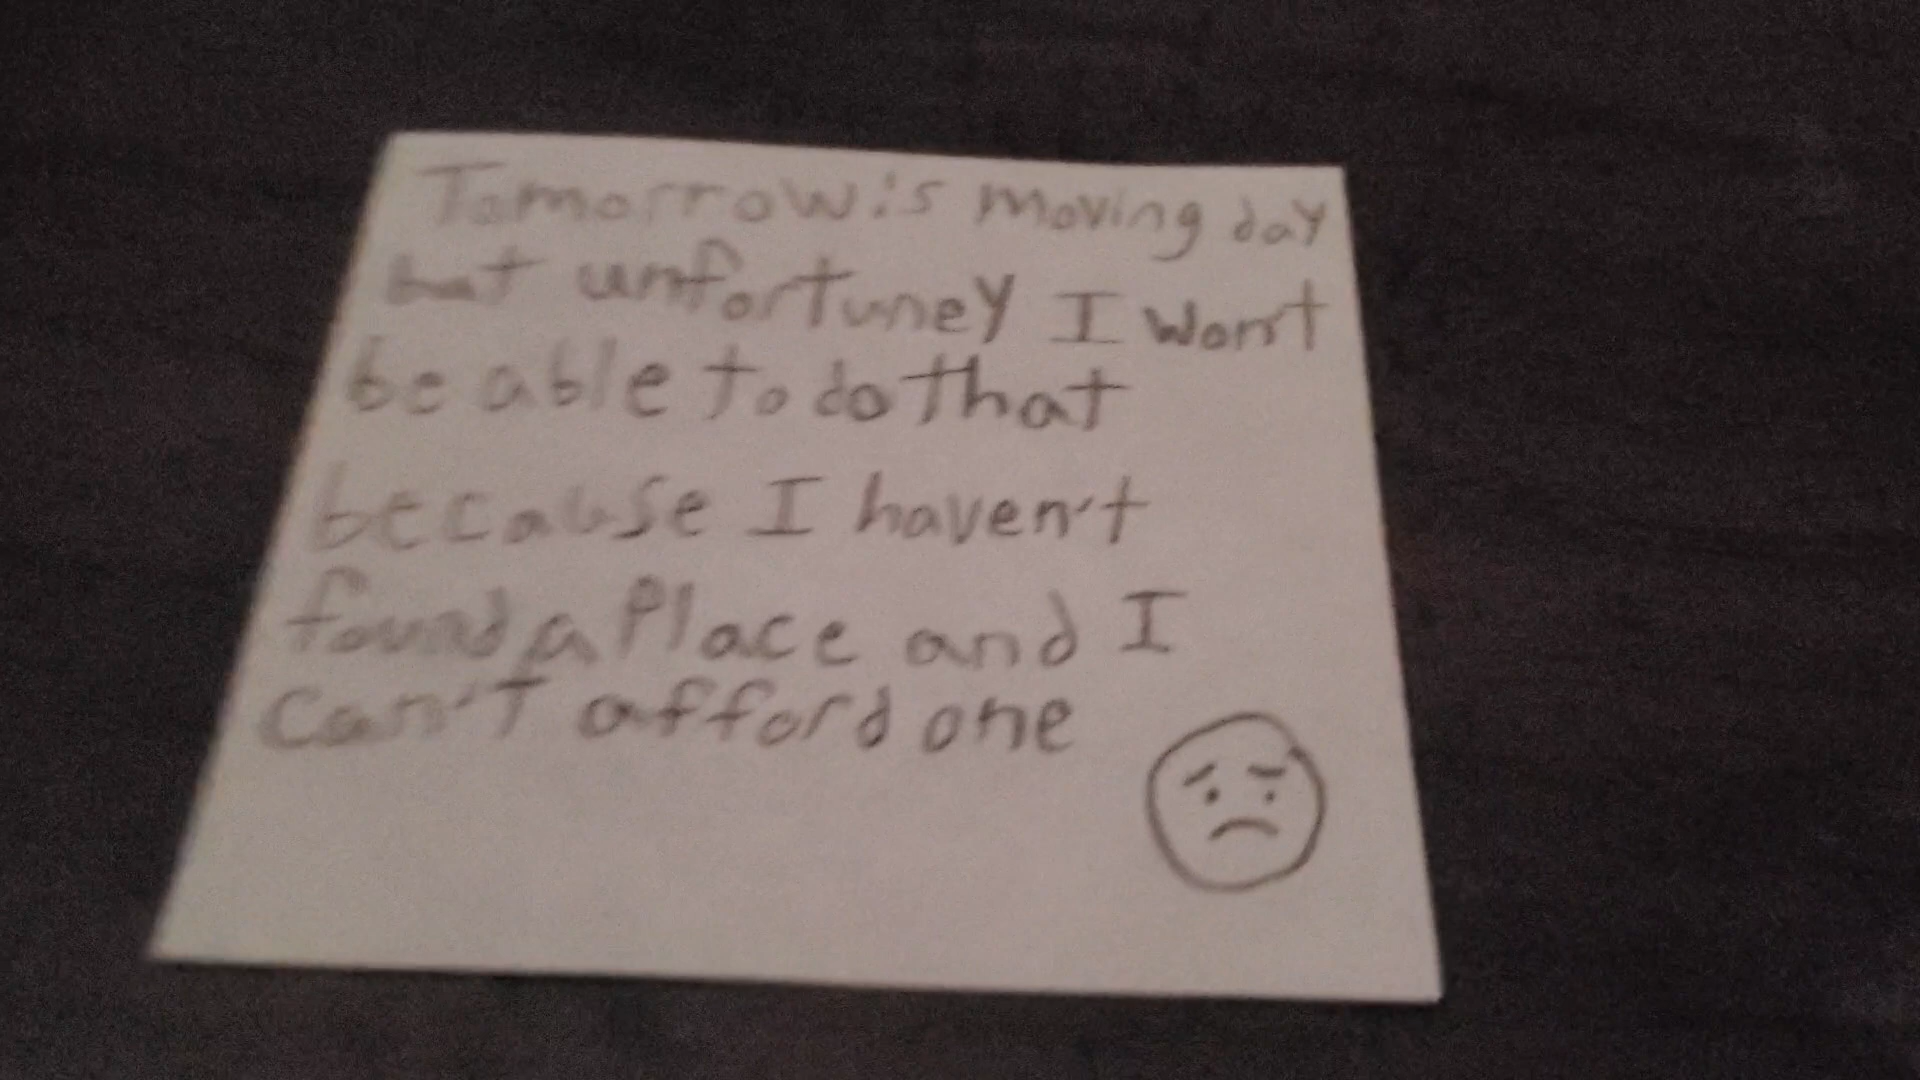 Tomorrow is moving day
but unfortuney I won't
be able to do that
because I haven't
found a place and I
can't afford one